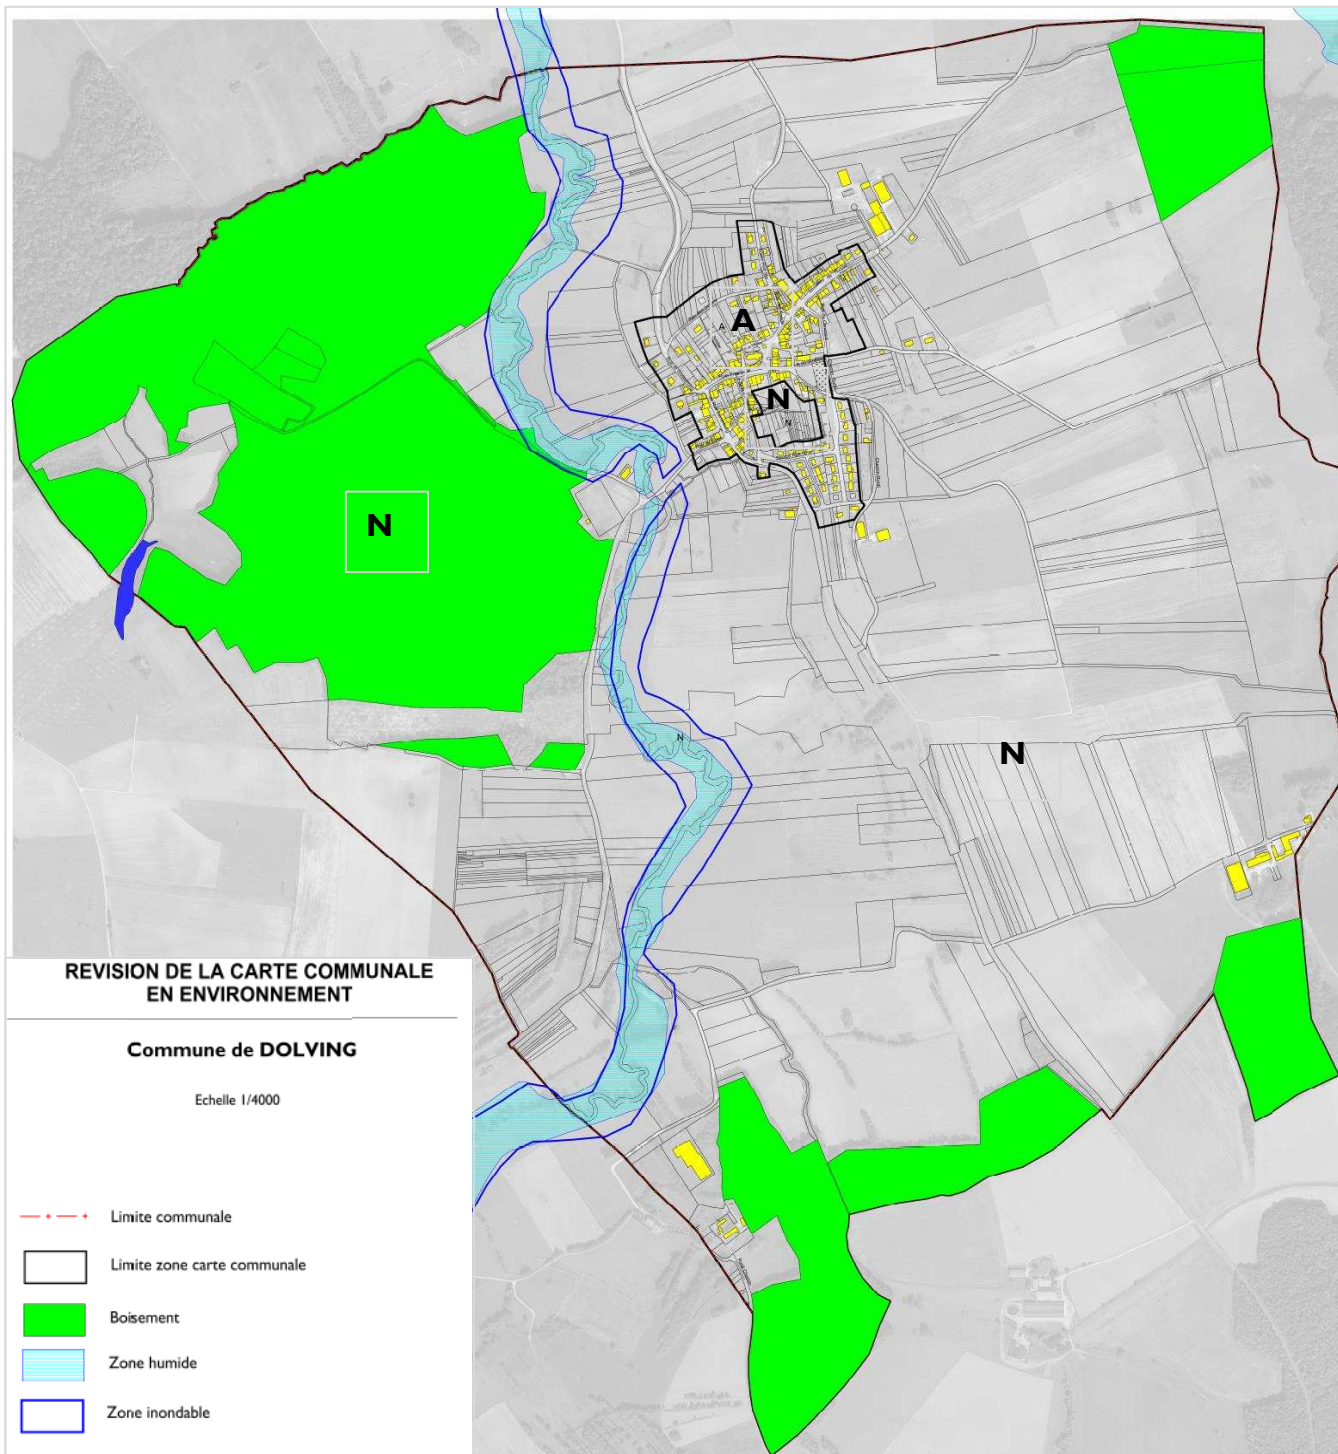 A
A
N
N
N
N
N
REVISION DE LA CARTE COMMUNALE
EN ENVIRONNEMENT
Commune de DOLVING
Echelle 1/4000
Limite communale
Limite zone carte communale
Boisement
Zone humide
Zone inondable